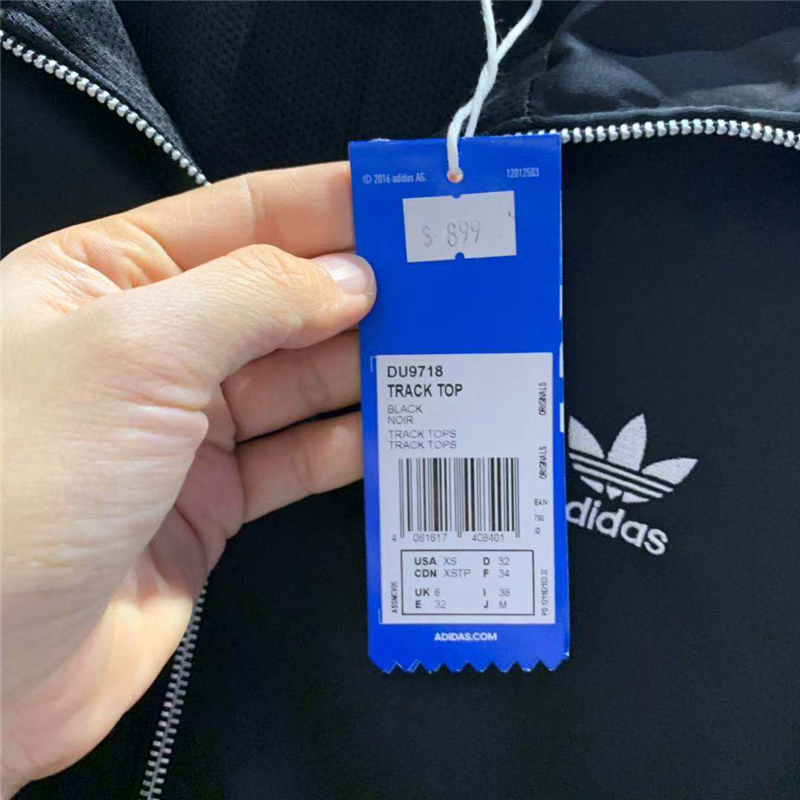 © 2016 adidas AG.
12012503
$-899
DU9718
TRACK TOP
BLACK
NOIR
TRACK TOPS
TRACK TOPS
ORIGINALS
ORIGINALS
4 061617 408401
USA XS D 32
CDN XSTP F 34
UK 6 I 38
E 32 J M
ADIDAS.COM
adidas